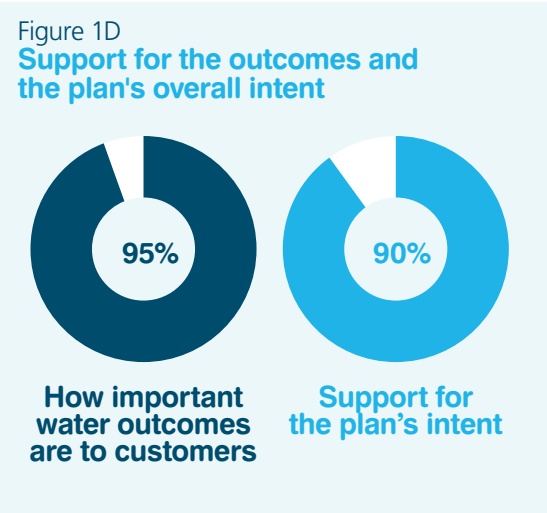 Figure 1D
Support for the outcomes and
the plan's overall intent
95%
90%
How important
water outcomes
are to customers
Support for
the plan’s intent